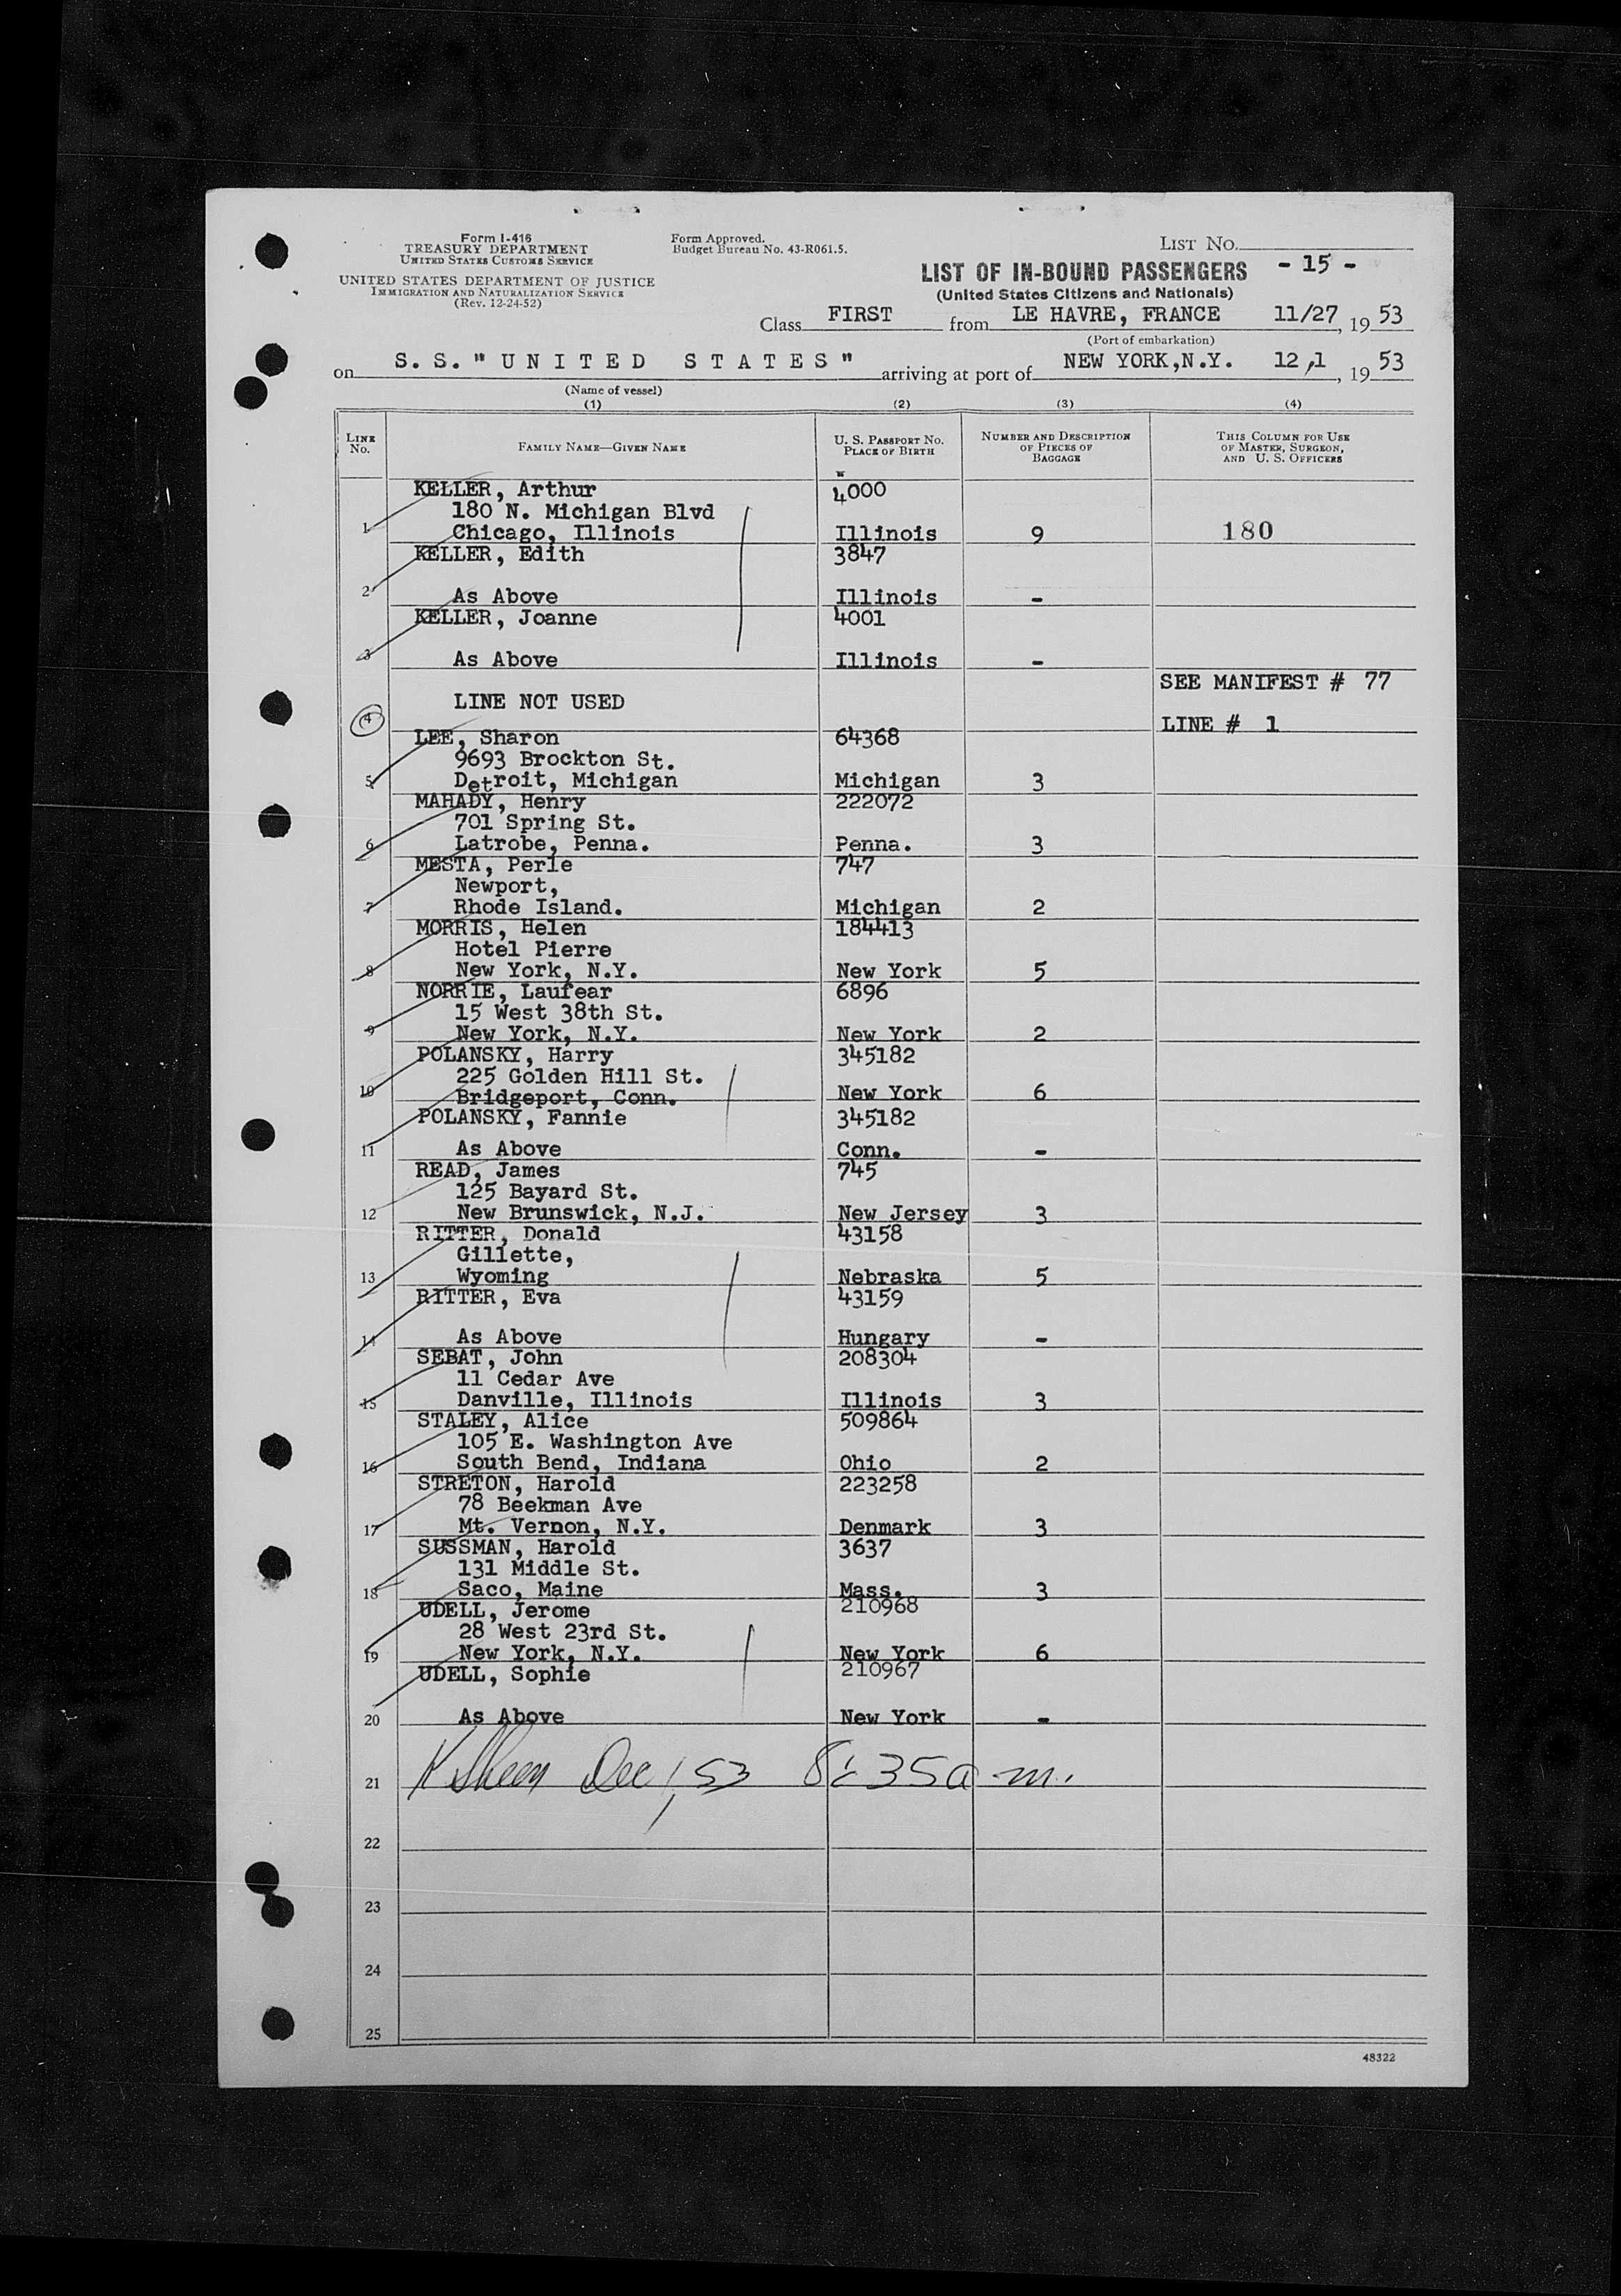 Form I-416
TREASURY DEPARTMENT
UNITED STATES CUSTOMS SERVICE
UNITED STATES DEPARTMENT OF JUSTICE
IMMIGRATION AND NATURALIZATION SERVICE
(Rev. 12-24-52)
Form Approved.
Budget Bureau No. 43-R061.5.
LIST NO.
- 15 -
LIST OF IN-BOUND PASSENGERS
(United States Citizens and Nationals)
Class FIRST from LE HAVRE, FRANCE 11/27, 19 53
(Port of embarkation)
on S. S. "UNITED STATES" arriving at port of NEW YORK, N.Y. 12,1, 19 53
(Name of vessel)
(1) (2) (3) (4)
LINE NO. FAMILY NAME—GIVEN NAME U. S. PASSPORT NO. PLACE OF BIRTH NUMBER AND DESCRIPTION OF PIECES OF BAGGAGE THIS COLUMN FOR USE OF MASTER, SURGEON, AND U. S. OFFICERS
KELLER, Arthur 4000
180 N. Michigan Blvd
1 Chicago, Illinois Illinois 9 180
KELLER, Edith 3847
2 As Above Illinois -
KELLER, Joanne 4001
3 As Above Illinois -
SEE MANIFEST # 77
LINE NOT USED
4 LINE # 1
LEE, Sharon 64368
9693 Brockton St.
5 Detroit, Michigan Michigan 3
MAHADY, Henry 222072
701 Spring St.
6 Latrobe, Penna. Penna. 3
MESTA, Perle 747
Newport,
7 Rhode Island. Michigan 2
MORRIS, Helen 184413
Hotel Pierre
8 New York, N.Y. New York 5
NORRIE, Laufear 6896
15 West 38th St.
9 New York, N.Y. New York 2
POLANSKY, Harry 345182
225 Golden Hill St.
10 Bridgeport, Conn. New York 6
POLANSKY, Fannie 345182
11 As Above Conn. -
READ, James 745
125 Bayard St.
12 New Brunswick, N.J. New Jersey 3
RITTER, Donald 43158
Gillette,
13 Wyoming Nebraska 5
RITTER, Eva 43159
14 As Above Hungary -
SEBAT, John 208304
11 Cedar Ave
15 Danville, Illinois Illinois 3
STALEY, Alice 509864
105 E. Washington Ave
16 South Bend, Indiana Ohio 2
STRETON, Harold 223258
78 Beekman Ave
17 Mt. Vernon, N.Y. Denmark 3
SUSSMAN, Harold 3637
131 Middle St.
18 Saco, Maine Mass. 3
UDELL, Jerome 210968
28 West 23rd St.
19 New York, N.Y. New York 6
UDELL, Sophie 210967
20 As Above New York -
21 Dec 1, 53 8:35 a m.
22
23
24
25
48322